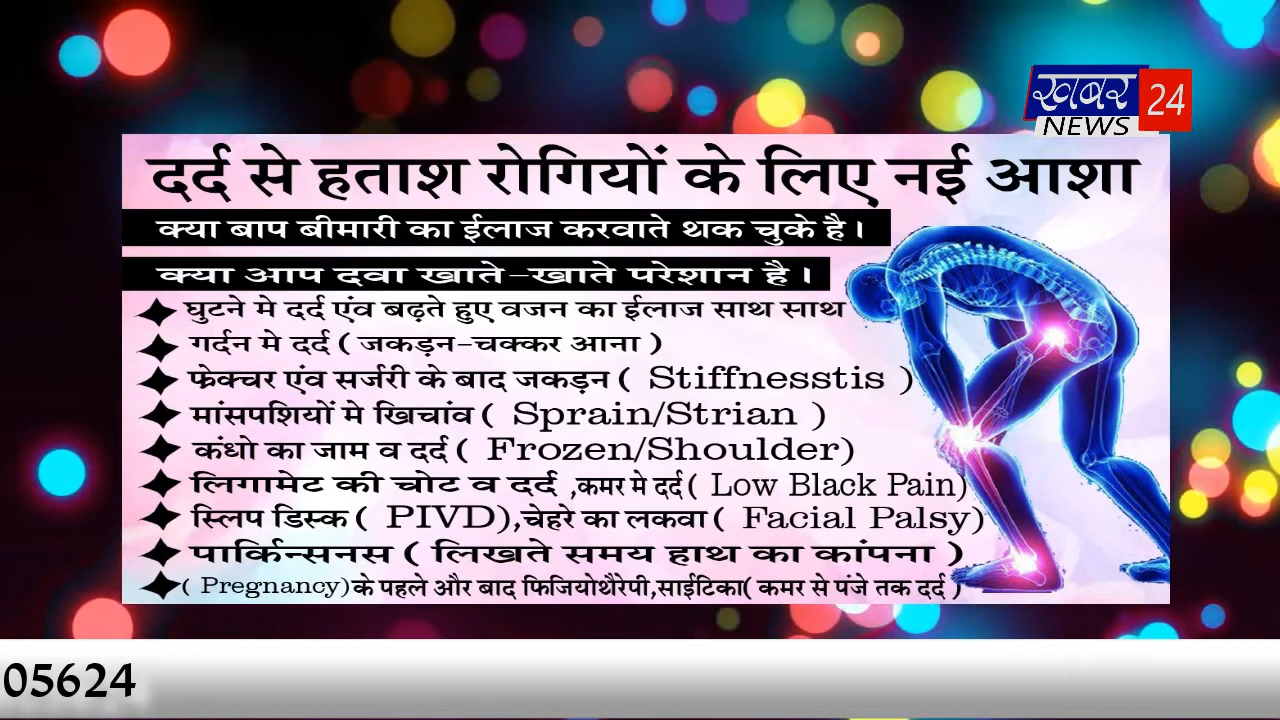 खबर 24
NEWS
दर्द से हताश रोगियों के लिए नई आशा
क्या बाप बीमारी का ईलाज करवाते थक चुके है।
क्या आप दवा खाते-खाते परेशान है।
घुटने मे दर्द एंव बढ़ते हुए वजन का ईलाज साथ साथ
गर्दन मे दर्द ( जकड़न-चक्कर आना )
फ्रेक्चर एंव सर्जरी के बाद जकड़न ( Stiffnesstis )
मांसपशियों मे खिचांव ( Sprain/Strian )
कंधो का जाम व दर्द ( Frozen/Shoulder)
लिगामेट की चोट व दर्द ,कमर मे दर्द ( Low Black Pain)
स्लिप डिस्क ( PIVD),चेहरे का लकवा ( Facial Palsy)
पार्किन्सनस ( लिखते समय हाथ का कांपना )
( Pregnancy)के पहले और बाद फिजियोथैरेपी,साईटिका( कमर से पंजे तक दर्द )
05624